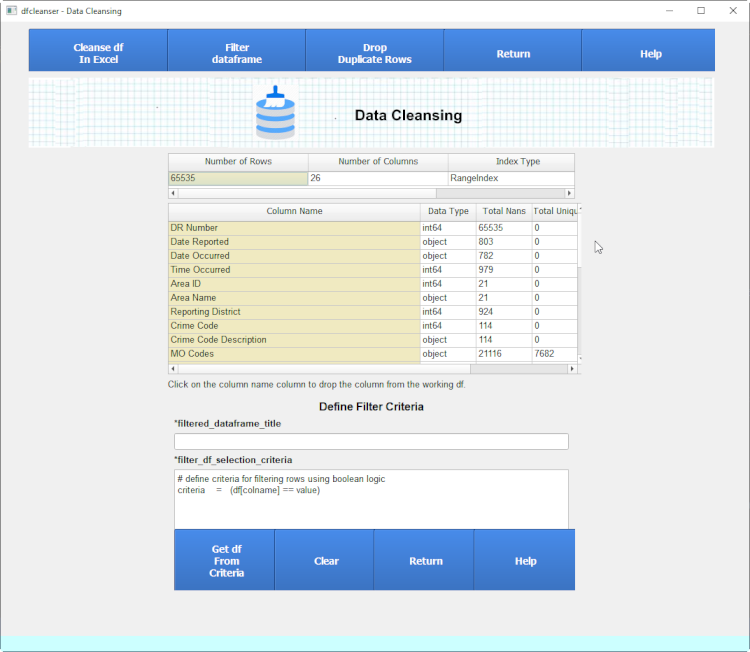 dfcleanser - Data Cleansing
Cleanse df
In Excel
Filter
dataframe
Drop
Duplicate Rows
Return
Help
Data Cleansing
Number of Rows Number of Columns Index Type
65535 26 RangeIndex
Column Name Data Type Total Nans Total Uniqu
DR Number int64 65535 0
Date Reported object 803 0
Date Occurred object 782 0
Time Occurred int64 979 0
Area ID int64 21 0
Area Name object 21 0
Reporting District int64 924 0
Crime Code int64 114 0
Crime Code Description object 114 0
MO Codes object 21116 7682
Click on the column name column to drop the column from the working df.
Define Filter Criteria
*filtered_dataframe_title
*filter_df_selection_criteria
# define criteria for filtering rows using boolean logic
criteria = (df[colname] == value)
Get df
From
Criteria
Clear
Return
Help